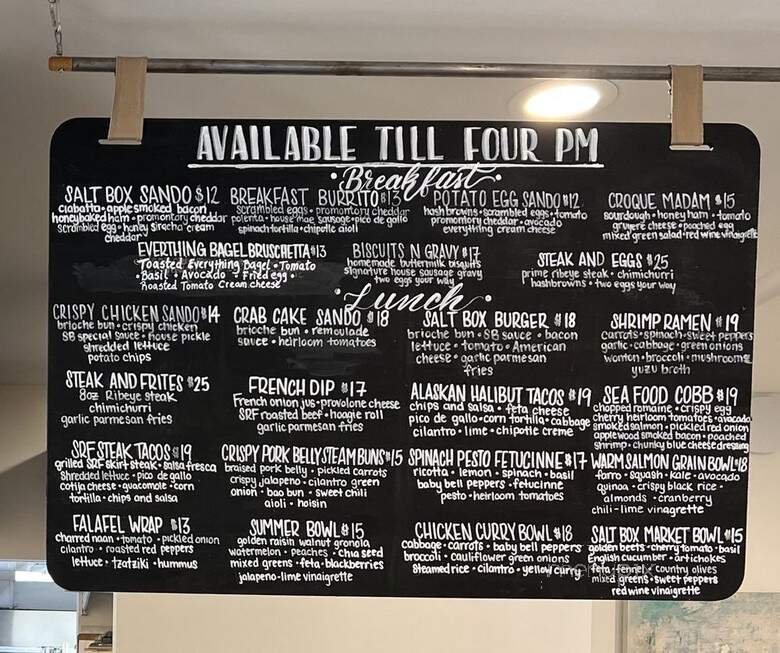 AVAILABLE TILL FOUR PM
Breakfast
SALT BOX SANDO $12
ciabatta • applesmoked bacon
honeybaked ham • promontory cheddar
scrambled egg • honey siracha cream
cheddar
BREAKFAST BURRITO $13
scrambled eggs • promontory cheddar
polenta • house mae sausage • pico de gallo
spinach tortilla • chipotle aioli
POTATO EGG SANDO $12
hash browns • scrambled eggs • tomato
promontory cheddar • avocado
everything cream cheese
CROQUE MADAM $15
sourdough • honey ham • tomato
gruyere cheese • poached egg
mixed green salad • red wine vinaigrette
EVERTHING BAGEL BRUSCHETTA $13
Toasted Everything Bagel • Tomato
• Basil • Avocado • Fried egg •
Roasted Tomato Cream cheese
BISCUITS N GRAVY $17
homemade buttermilk bisquits
signature house sausage gravy
two eggs your way
STEAK AND EGGS $25
prime ribeye steak • chimichurri
hashbrowns • two eggs your way
Lunch
CRISPY CHICKEN SANDO $14
brioche bun • crispy chicken
SB special sauce • house pickle
shredded lettuce
potato chips
CRAB CAKE SANDO $18
brioche bun • remoulade
sauce • heirloom tomatoes
SALT BOX BURGER $18
brioche bun • SB sauce • bacon
lettuce • tomato • American
cheese • garlic parmesan
fries
SHRIMP RAMEN $19
carrots • spinach • sweet peppers
garlic • cabbage • green onions
wonton • broccoli • mushrooms
yuzu broth
STEAK AND FRITES $25
8oz Ribeye steak
chimichurri
garlic parmesan fries
FRENCH DIP $17
French onion jus • provolone cheese
SRF roasted beef • hoagie roll
garlic parmesan fries
ALASKAN HALIBUT TACOS $19
chips and salsa • feta cheese
pico de gallo • corn tortilla • cabbage
cilantro • lime • chipotle creme
SEA FOOD COBB $19
chopped romaine • crispy egg
cherry heirloom tomatoes • avocado
smoked salmon • pickled red onion
applewood smoked bacon • poached
shrimp • chunky blue cheese dressing
SRF STEAK TACOS $19
grilled SRF skirt steak • salsa fresca
Shredded lettuce • pico de gallo
cotija cheese • guacomole • corn
tortilla • chips and salsa
CRISPY PORK BELLY STEAM BUNS $15
braised pork belly • pickled carrots
crispy jalapeno • cilantro green
onion • bao bun • sweet chili
aioli • hoisin
SPINACH PESTO FETUCINNE $17
ricotta • lemon • spinach • basil
baby bell peppers • fetucinne
pesto • heirloom tomatoes
WARM SALMON GRAIN BOWL $18
farro • squash • kale • avocado
quinoa • crispy black rice •
almonds • cranberry
chili-lime vinagrette
FALAFEL WRAP $13
charred naan • tomato • pickled onion
cilantro • roasted red peppers
lettuce • tzatziki • hummus
SUMMER BOWL $15
golden raisin walnut granola
watermelon • peaches • chia seed
mixed greens • feta • blackberries
jalapeno-lime vinaigrette
CHICKEN CURRY BOWL $18
cabbage • carrots • baby bell peppers
broccoli • cauliflower green onions
Steamed rice • cilantro • yellow curry
SALT BOX MARKET BOWL $15
golden beets • cherry tomato • basil
English cucumber • artichokes
feta • fennel • country olives
mixed greens • sweet peppers
red wine vinaigrette